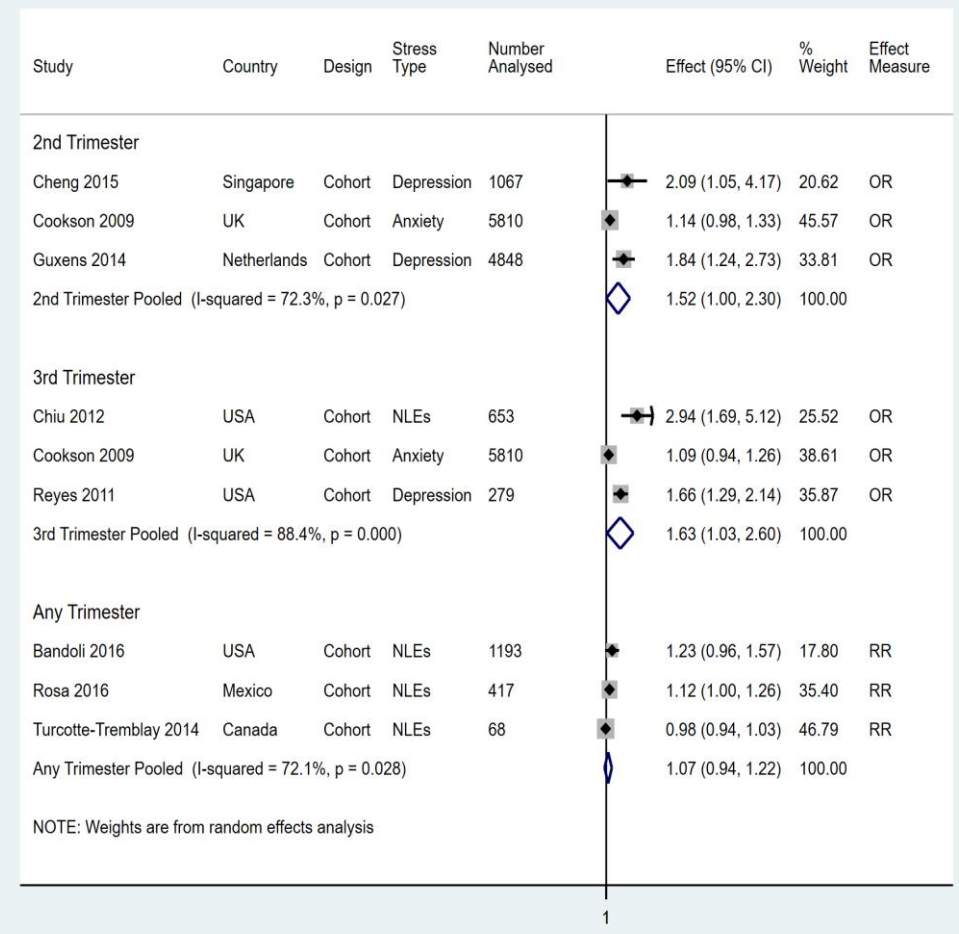 Study Country Design Stress Type Number Analysed Effect (95% CI) % Weight Effect Measure
2nd Trimester
Cheng 2015 Singapore Cohort Depression 1067 2.09 (1.05, 4.17) 20.62 OR
Cookson 2009 UK Cohort Anxiety 5810 1.14 (0.98, 1.33) 45.57 OR
Guxens 2014 Netherlands Cohort Depression 4848 1.84 (1.24, 2.73) 33.81 OR
2nd Trimester Pooled (I-squared = 72.3%, p = 0.027) 1.52 (1.00, 2.30) 100.00
3rd Trimester
Chiu 2012 USA Cohort NLEs 653 2.94 (1.69, 5.12) 25.52 OR
Cookson 2009 UK Cohort Anxiety 5810 1.09 (0.94, 1.26) 38.61 OR
Reyes 2011 USA Cohort Depression 279 1.66 (1.29, 2.14) 35.87 OR
3rd Trimester Pooled (I-squared = 88.4%, p = 0.000) 1.63 (1.03, 2.60) 100.00
Any Trimester
Bandoli 2016 USA Cohort NLEs 1193 1.23 (0.96, 1.57) 17.80 RR
Rosa 2016 Mexico Cohort NLEs 417 1.12 (1.00, 1.26) 35.40 RR
Turcotte-Tremblay 2014 Canada Cohort NLEs 68 0.98 (0.94, 1.03) 46.79 RR
Any Trimester Pooled (I-squared = 72.1%, p = 0.028) 1.07 (0.94, 1.22) 100.00
NOTE: Weights are from random effects analysis
1